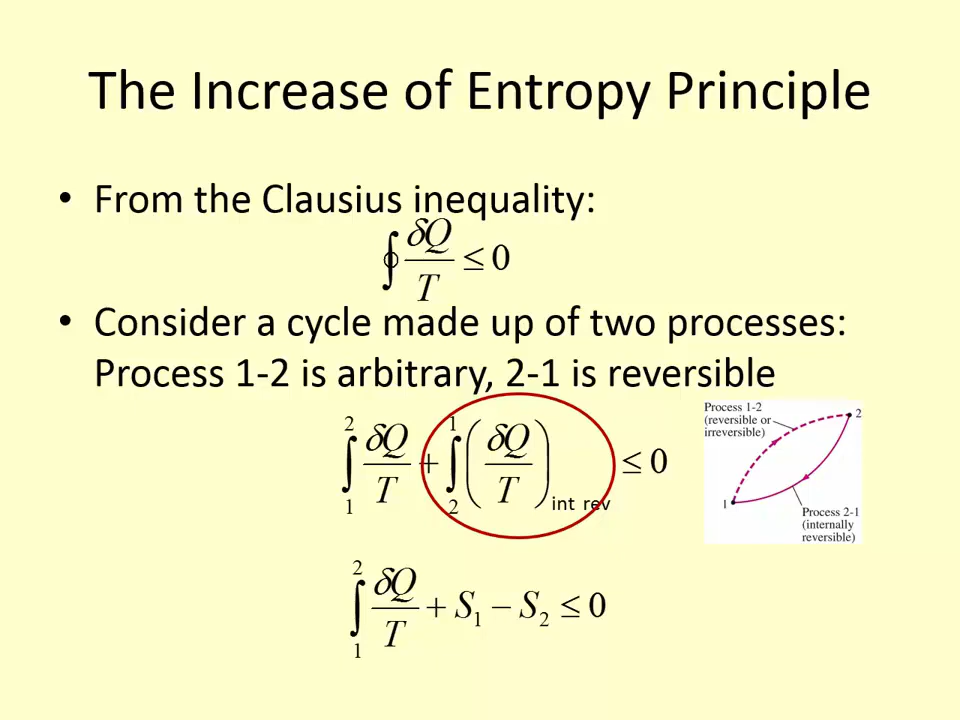 The Increase of Entropy Principle
• From the Clausius inequality:
∮ δQ/T ≤ 0
• Consider a cycle made up of two processes:
Process 1-2 is arbitrary, 2-1 is reversible
∫₁² δQ/T + ∫₂¹ (δQ/T)int rev ≤ 0
Process 1-2
(reversible or
irreversible)
2
1
Process 2-1
(internally
reversible)
∫₁² δQ/T + S₁ − S₂ ≤ 0